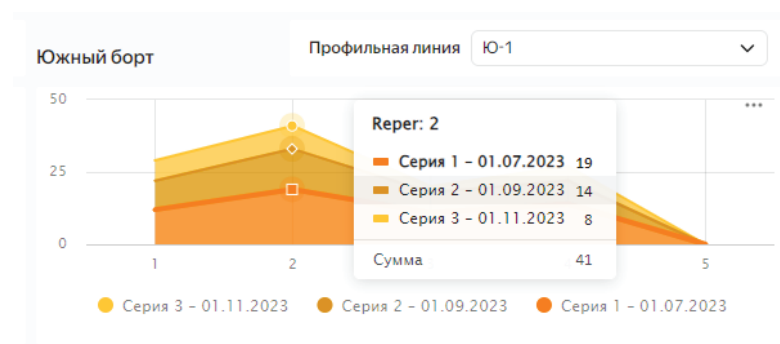 Южный борт
Профильная линия Ю-1
50
25
0
Reper: 2
Серия 1 – 01.07.2023 19
Серия 2 – 01.09.2023 14
Серия 3 – 01.11.2023 8
Сумма 41
1 2 5
Серия 3 – 01.11.2023 Серия 2 – 01.09.2023 Серия 1 – 01.07.2023